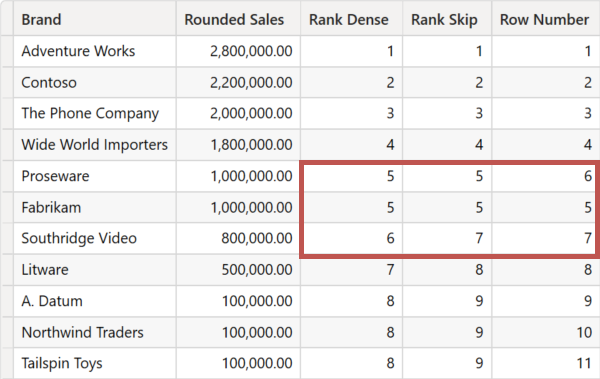 Brand Rounded Sales Rank Dense Rank Skip Row Number
Adventure Works 2,800,000.00 1 1 1
Contoso 2,200,000.00 2 2 2
The Phone Company 2,000,000.00 3 3 3
Wide World Importers 1,800,000.00 4 4 4
Proseware 1,000,000.00 5 5 6
Fabrikam 1,000,000.00 5 5 5
Southridge Video 800,000.00 6 7 7
Litware 500,000.00 7 8 8
A. Datum 100,000.00 8 9 9
Northwind Traders 100,000.00 8 9 10
Tailspin Toys 100,000.00 8 9 11